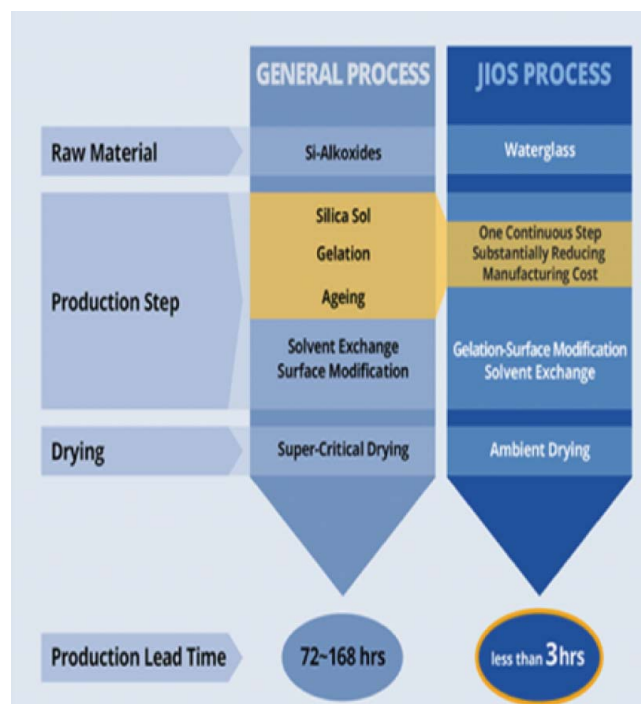 GENERAL PROCESS
JIOS PROCESS
Raw Material
Si-Alkoxides
Waterglass
Production Step
Silica Sol
Gelation
Ageing
Solvent Exchange
Surface Modification
One Continuous Step
Substantially Reducing
Manufacturing Cost
Gelation-Surface Modification
Solvent Exchange
Drying
Super-Critical Drying
Ambient Drying
Production Lead Time
72~168 hrs
less than 3hrs